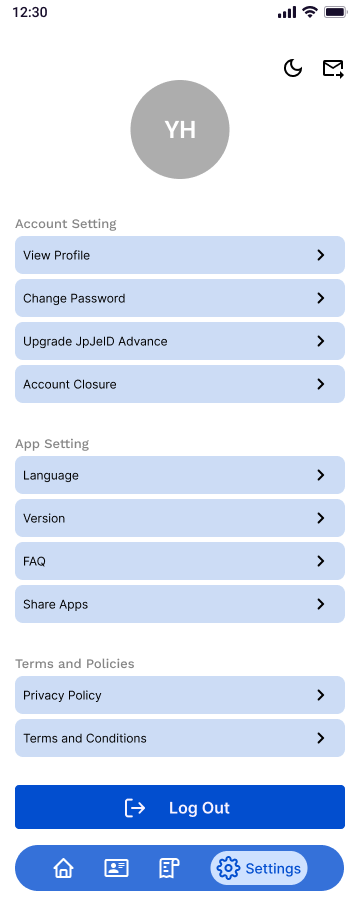 12:30
YH
Account Setting
View Profile
Change Password
Upgrade JpJeID Advance
Account Closure
App Setting
Language
Version
FAQ
Share Apps
Terms and Policies
Privacy Policy
Terms and Conditions
Log Out
Settings